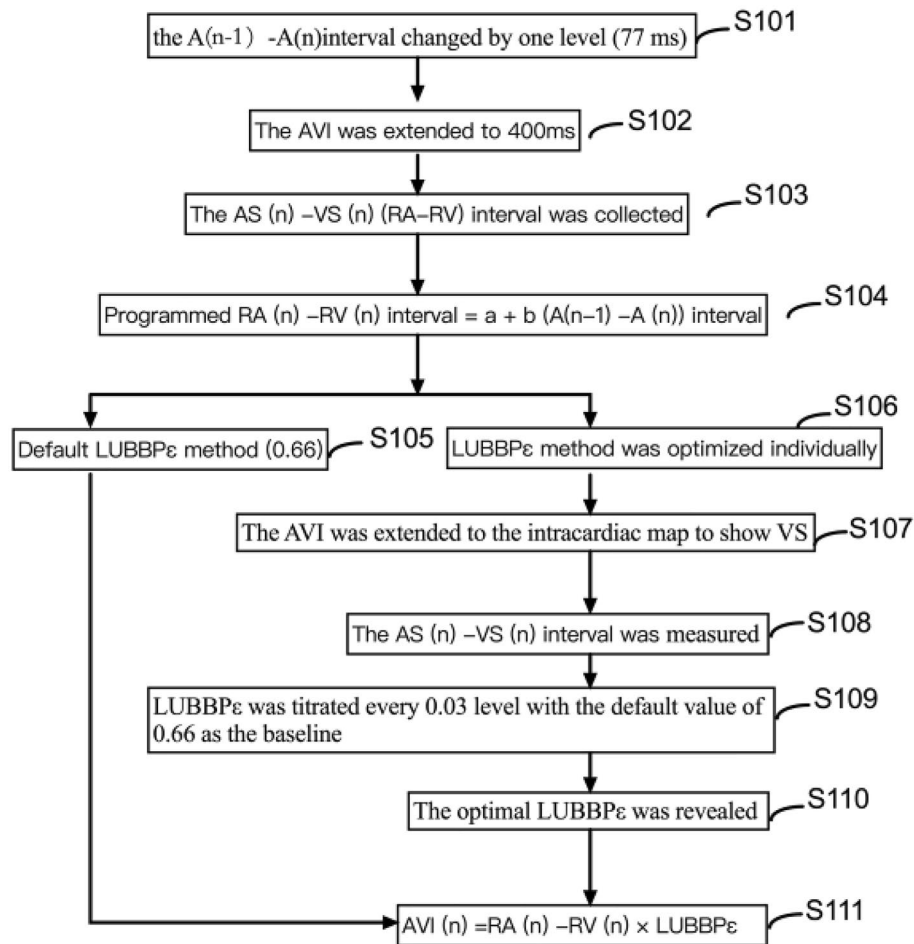 the A(n-1) -A(n)interval changed by one level (77 ms)
S101
The AVI was extended to 400ms
S102
The AS (n) -VS (n) (RA-RV) interval was collected
S103
Programmed RA (n) -RV (n) interval = a + b (A(n-1) -A (n)) interval
S104
Default LUBBPε method (0.66)
S105
LUBBPε method was optimized individually
S106
The AVI was extended to the intracardiac map to show VS
S107
The AS (n) -VS (n) interval was measured
S108
LUBBPε was titrated every 0.03 level with the default value of
0.66 as the baseline
S109
The optimal LUBBPε was revealed
S110
AVI (n) =RA (n) -RV (n) × LUBBPε
S111